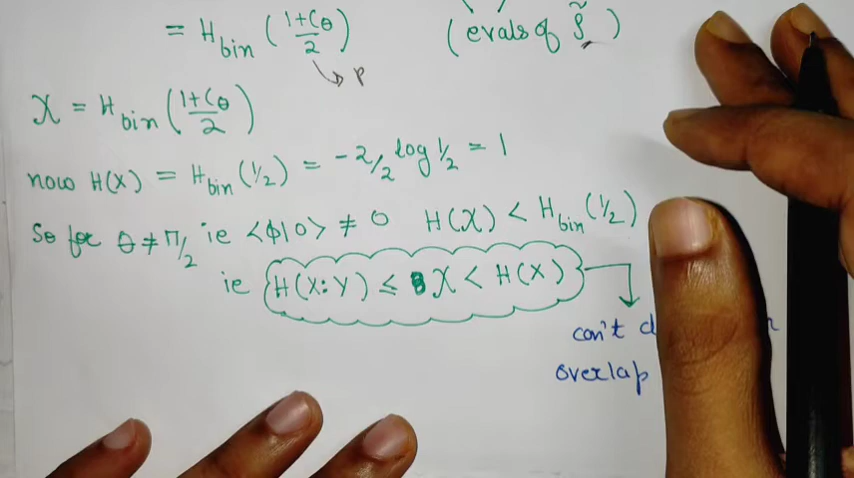 = H_bin (1+Cθ/2) (evals of ρ̃)
→ P
χ = H_bin (1+Cθ/2)
now H(X) = H_bin (1/2) = -2/2 log 1/2 = 1
So for θ ≠ π/2 ie <φ|0> ≠ 0 H(χ) < H_bin (1/2)
ie H(X:Y) ≤ χ < H(X)
can't
overlap